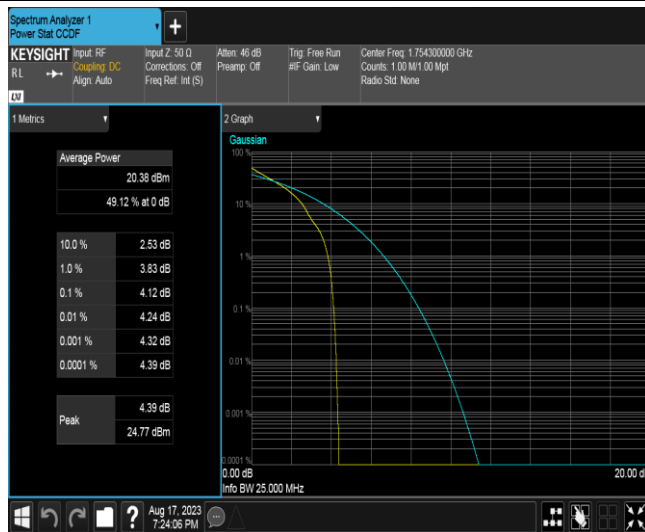 Spectrum Analyzer 1
Power Stat CCDF
+
KEYSIGHT
RL
LXI
Input: RF
Coupling: DC
Align: Auto
Input Z: 50 Ω
Corrections: Off
Freq Ref: Int (S)
Atten: 46 dB
Preamp: Off
Trig: Free Run
#IF Gain: Low
Center Freq: 1.754300000 GHz
Counts: 1.00 M/1.00 Mpt
Radio Std: None
1 Metrics
Average Power
20.38 dBm
49.12 % at 0 dB
10.0 % 2.53 dB
1.0 % 3.83 dB
0.1 % 4.12 dB
0.01 % 4.24 dB
0.001 % 4.32 dB
0.0001 % 4.39 dB
Peak
4.39 dB
24.77 dBm
2 Graph
Gaussian
100 %
10 %
1 %
0.1 %
0.01 %
0.001 %
0.0001 %
0.00 dB
20.00 d
Info BW 25.000 MHz
?
Aug 17, 2023
7:24:06 PM